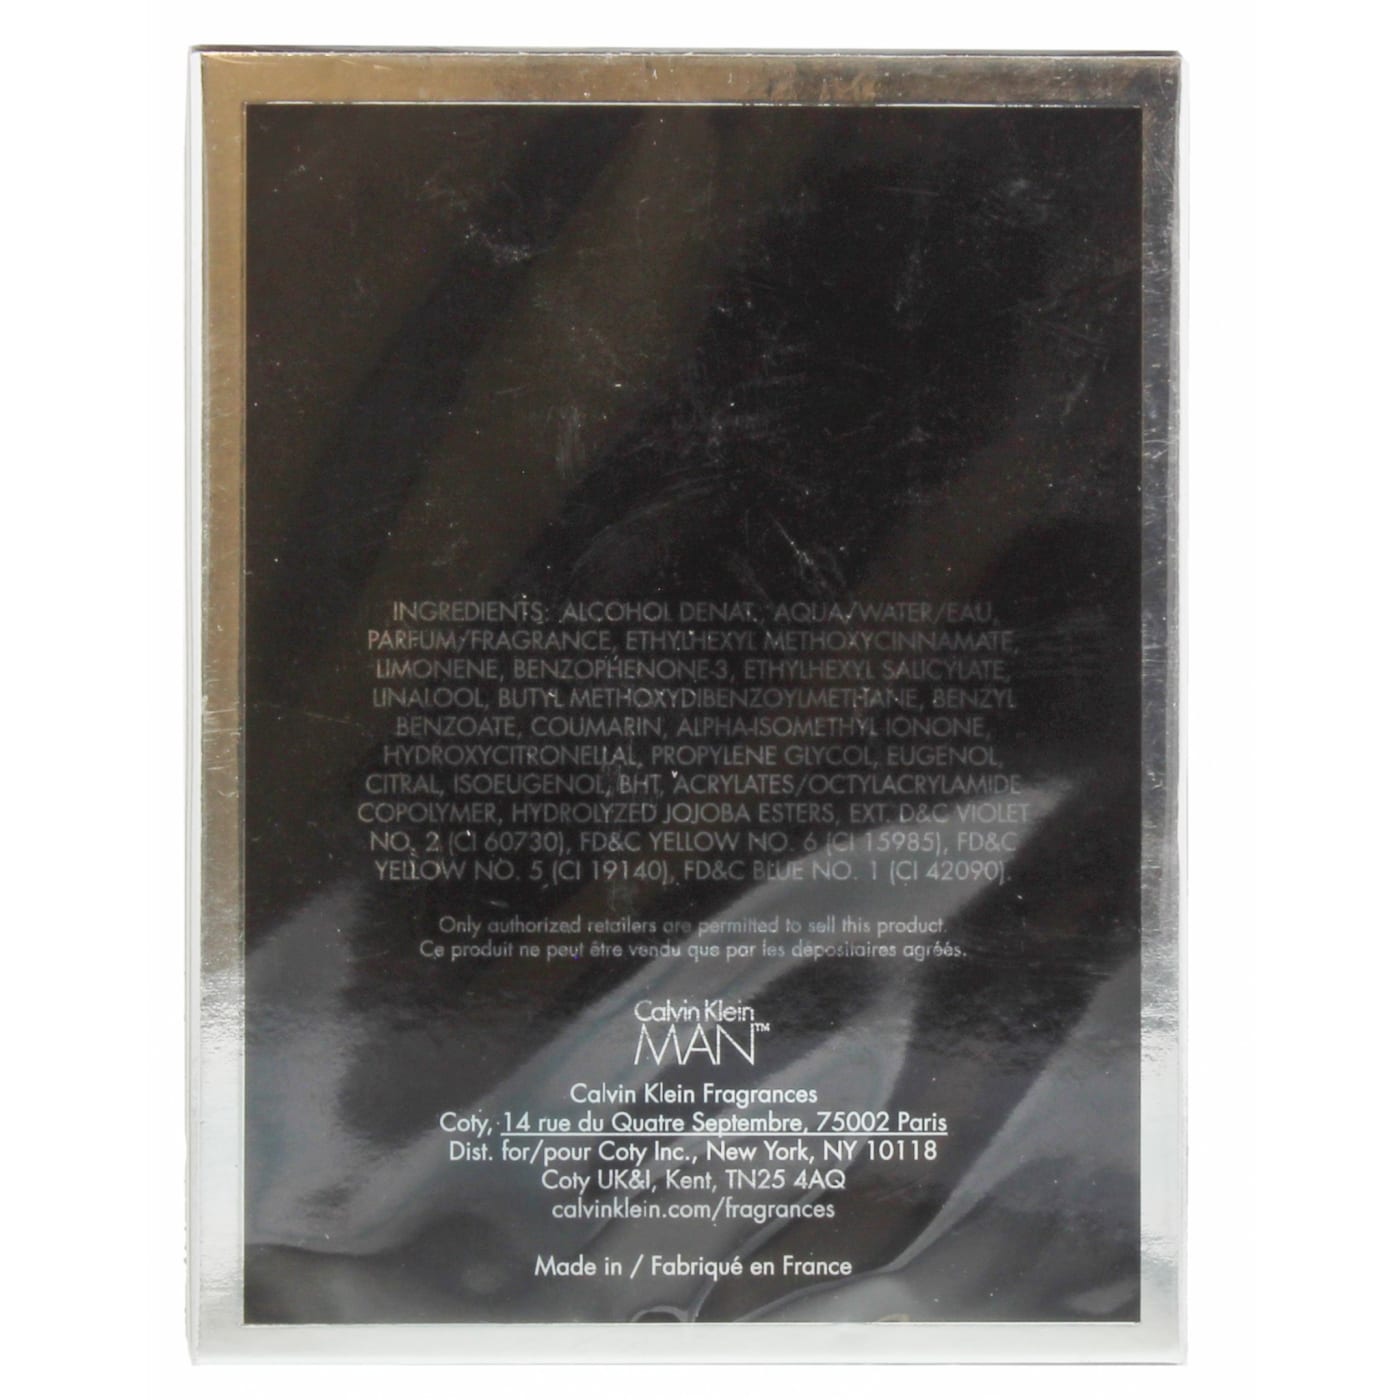 INGREDIENTS: ALCOHOL DENAT., AQUA/WATER/EAU,
PARFUM/FRAGRANCE, ETHYLHEXYL METHOXYCINNAMATE,
LIMONENE, BENZOPHENONE-3, ETHYLHEXYL SALICYLATE,
LINALOOL, BUTYL METHOXYDIBENZOYLMETHANE, BENZYL
BENZOATE, COUMARIN, ALPHA-ISOMETHYL IONONE,
HYDROXYCITRONELLAL, PROPYLENE GLYCOL, EUGENOL,
CITRAL, ISOEUGENOL, BHT, ACRYLATES/OCTYLACRYLAMIDE
COPOLYMER, HYDROLYZED JOJOBA ESTERS, EXT. D&C VIOLET
NO. 2 (CI 60730), FD&C YELLOW NO. 6 (CI 15985), FD&C
YELLOW NO. 5 (CI 19140), FD&C BLUE NO. 1 (CI 42090).
Only authorized retailers are permitted to sell this product.
Ce produit ne peut être vendu que par les dépositaires agréés.
Calvin Klein
MAN™
Calvin Klein Fragrances
Coty, 14 rue du Quatre Septembre, 75002 Paris
Dist. for/pour Coty Inc., New York, NY 10118
Coty UK&I, Kent, TN25 4AQ
calvinklein.com/fragrances
Made in / Fabriqué en France